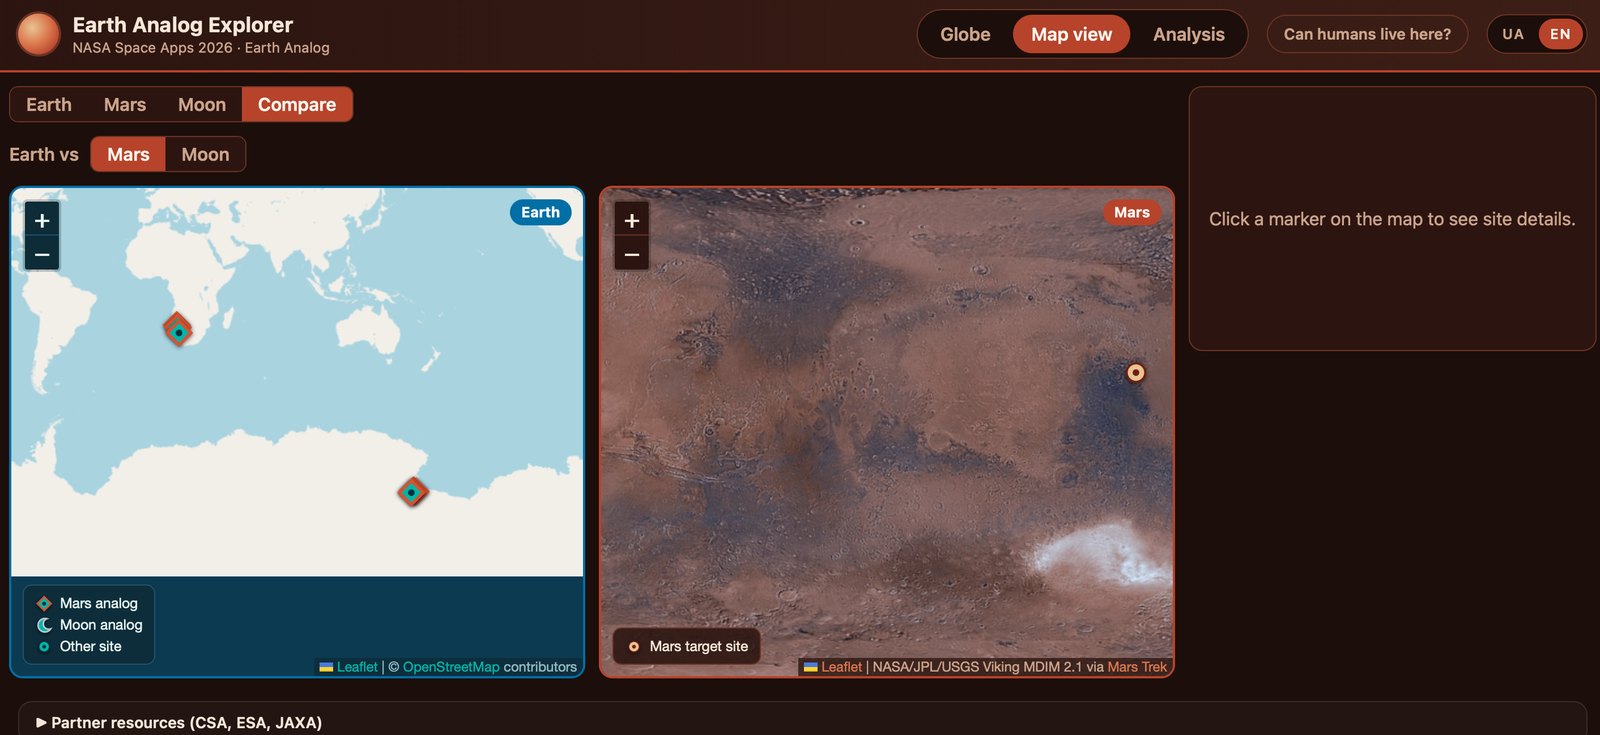 Earth Analog Explorer
NASA Space Apps 2026 · Earth Analog
Globe
Map view
Analysis
Can humans live here?
UA
EN
Earth
Mars
Moon
Compare
Earth vs
Mars
Moon
+
−
Earth
Mars analog
Moon analog
Other site
Leaflet | © OpenStreetMap contributors
+
−
Mars
Mars target site
Leaflet | NASA/JPL/USGS Viking MDIM 2.1 via Mars Trek
Click a marker on the map to see site details.
▶ Partner resources (CSA, ESA, JAXA)